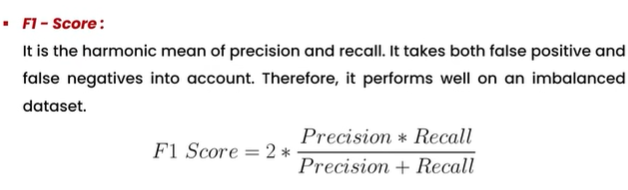 ▪ F1 - Score :
It is the harmonic mean of precision and recall. It takes both false positive and
false negatives into account. Therefore, it performs well on an imbalanced
dataset.
F1 Score = 2 * \frac{Precision * Recall}{Precision + Recall}